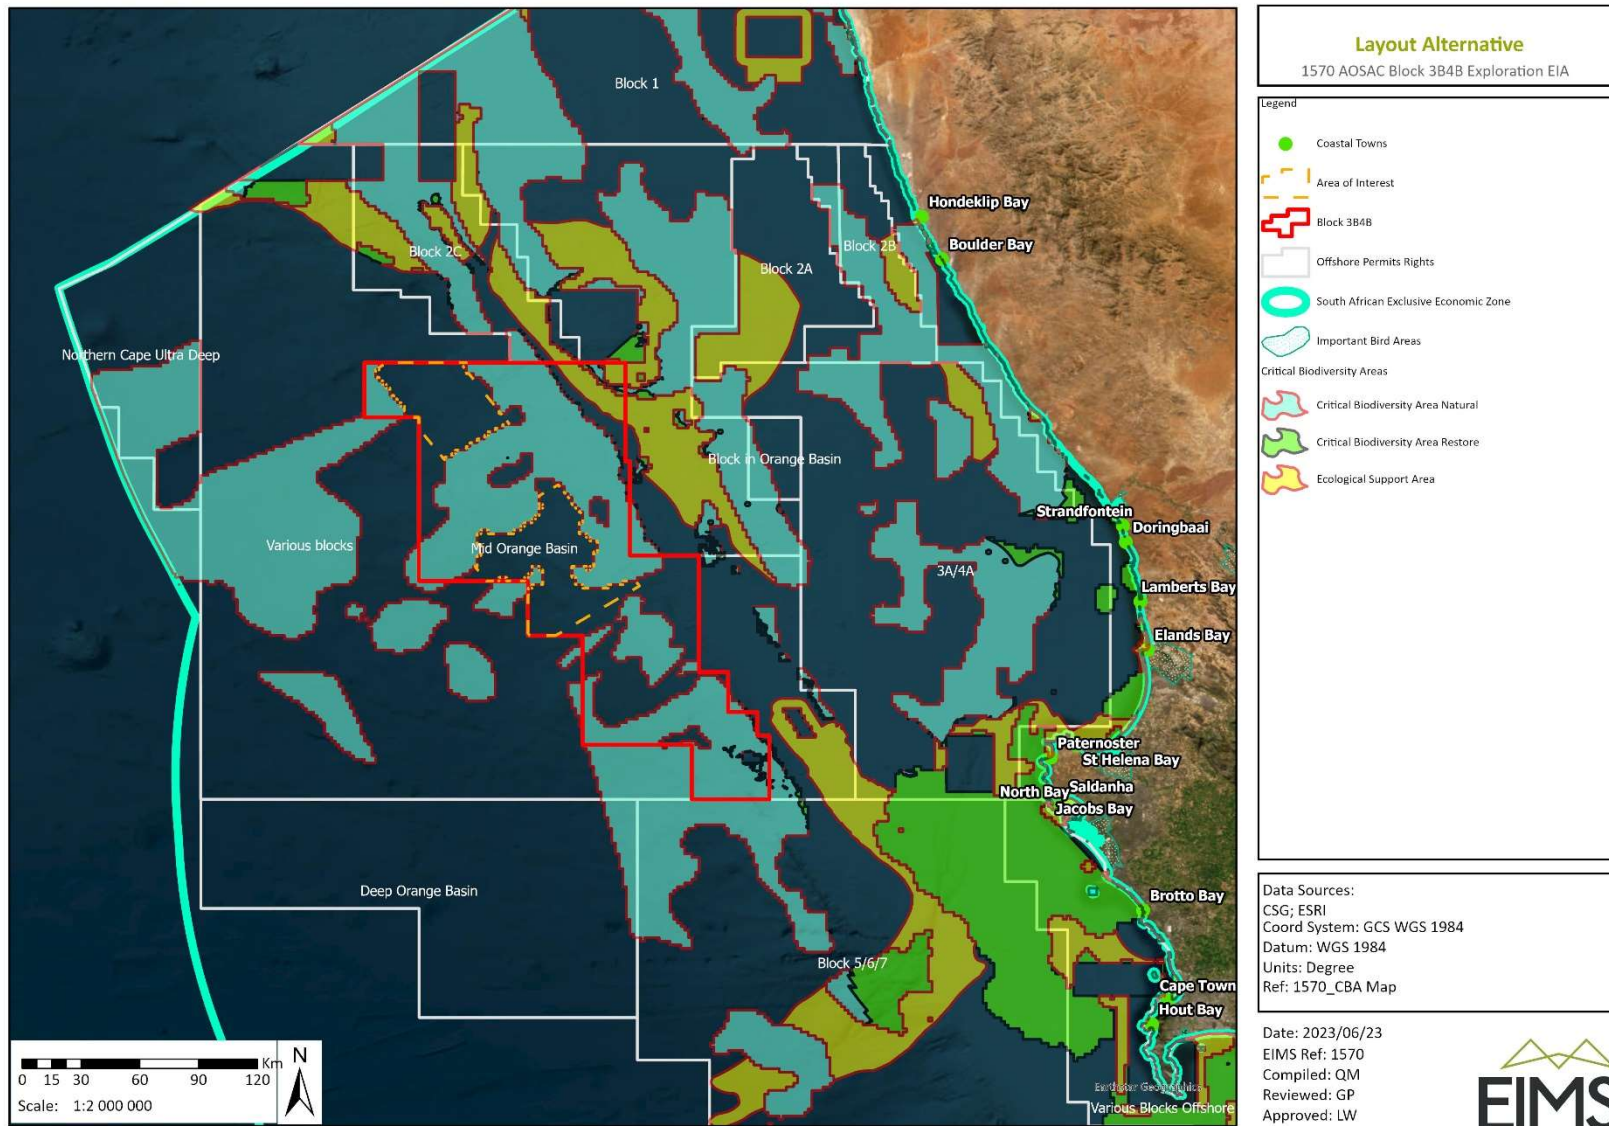 Layout Alternative
1570 AOSAC Block 3B4B Exploration EIA
Legend
Coastal Towns
Area of Interest
Block 3B4B
Offshore Permits Rights
South African Exclusive Economic Zone
Important Bird Areas
Critical Biodiversity Areas
Critical Biodiversity Area Natural
Critical Biodiversity Area Restore
Ecological Support Area
Data Sources:
CSG; ESRI
Coord System: GCS WGS 1984
Datum: WGS 1984
Units: Degree
Ref: 1570_CBA Map
Date: 2023/06/23
EIMS Ref: 1570
Compiled: QM
Reviewed: GP
Approved: LW
EIMS
Block 1
Hondeklip Bay
Boulder Bay
Block 2B
Block 2C
Block 2A
Northern Cape Ultra Deep
Block in Orange Basin
Strandfontein
Doringbaai
Various blocks
Mid Orange Basin
3A/4A
Lamberts Bay
Elands Bay
Paternoster
St Helena Bay
North Bay
Saldanha
Jacobs Bay
Deep Orange Basin
Brotto Bay
Block 5/6/7
Cape Town
Hout Bay
Earthstar Geographics
Various Blocks Offshore
Km
0 15 30 60 90 120
Scale: 1:2 000 000
N